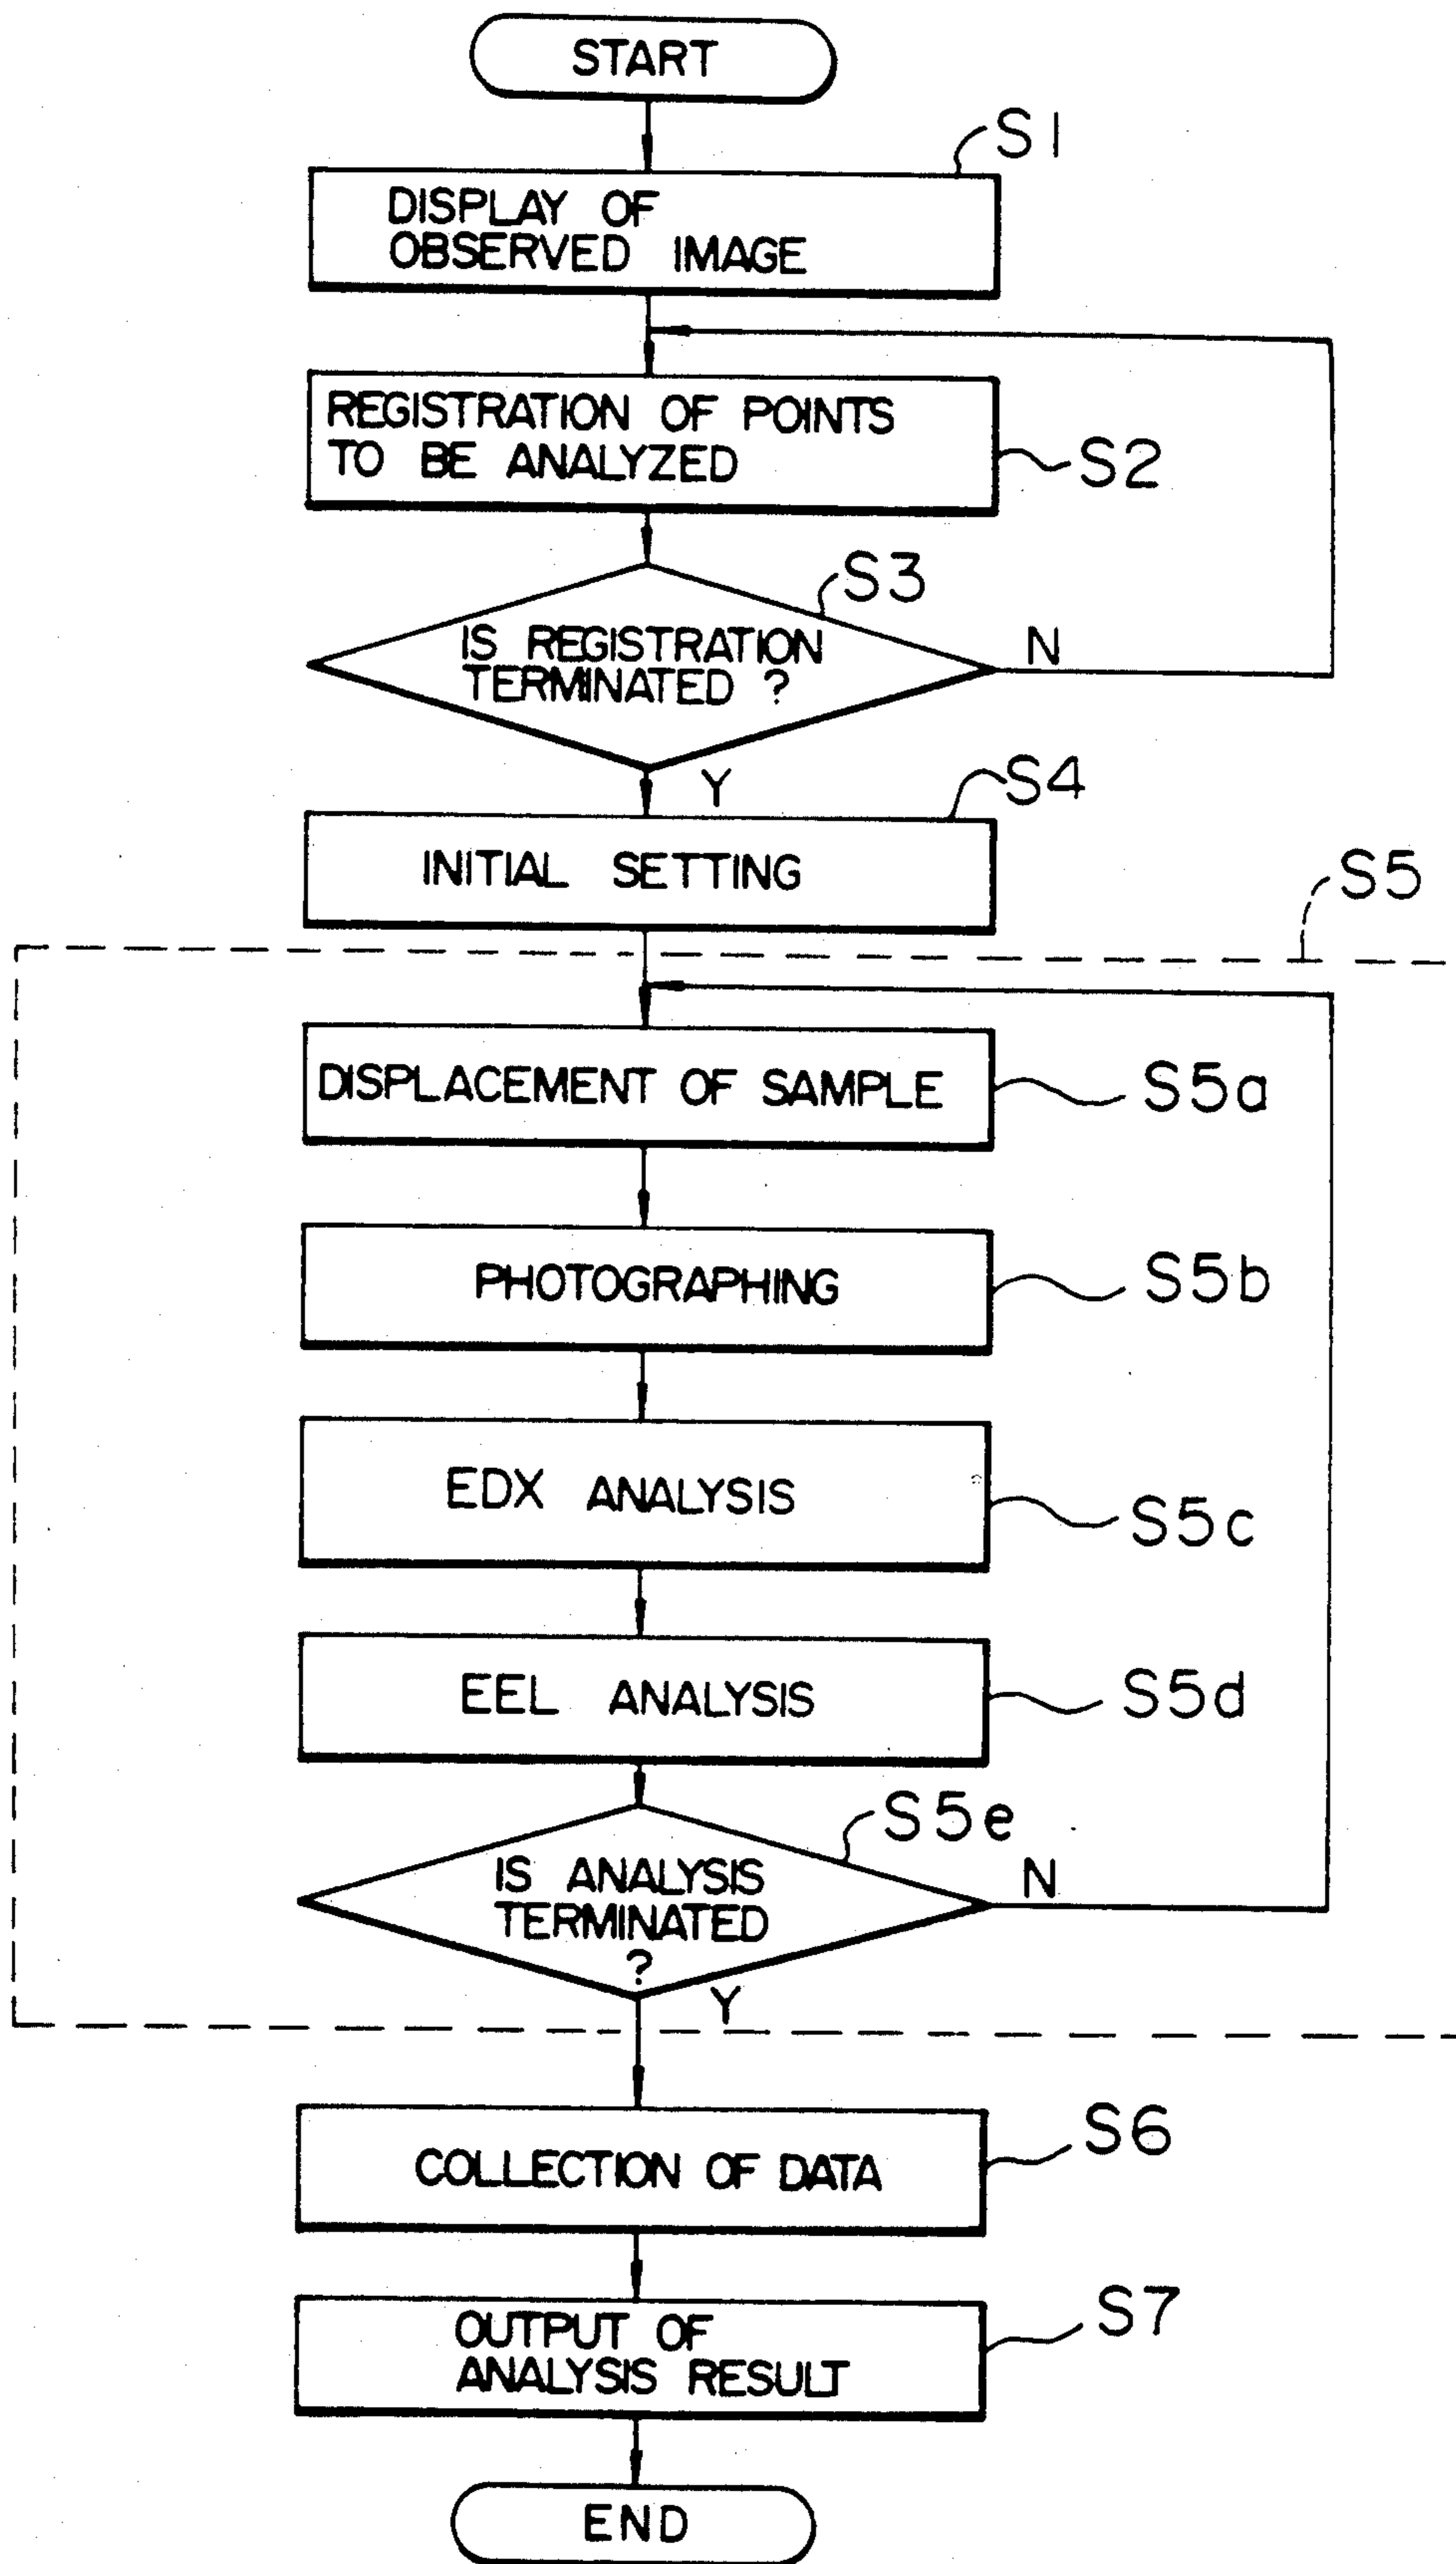 START
S1
DISPLAY OF
OBSERVED IMAGE
REGISTRATION OF POINTS
TO BE ANALYZED
S2
S3
IS REGISTRATION
TERMINATED ?
N
Y
S4
INITIAL SETTING
S5
DISPLACEMENT OF SAMPLE
S5a
PHOTOGRAPHING
S5b
EDX ANALYSIS
S5c
EEL ANALYSIS
S5d
S5e
IS ANALYSIS
TERMINATED
?
N
Y
COLLECTION OF DATA
S6
OUTPUT OF
ANALYSIS RESULT
S7
END